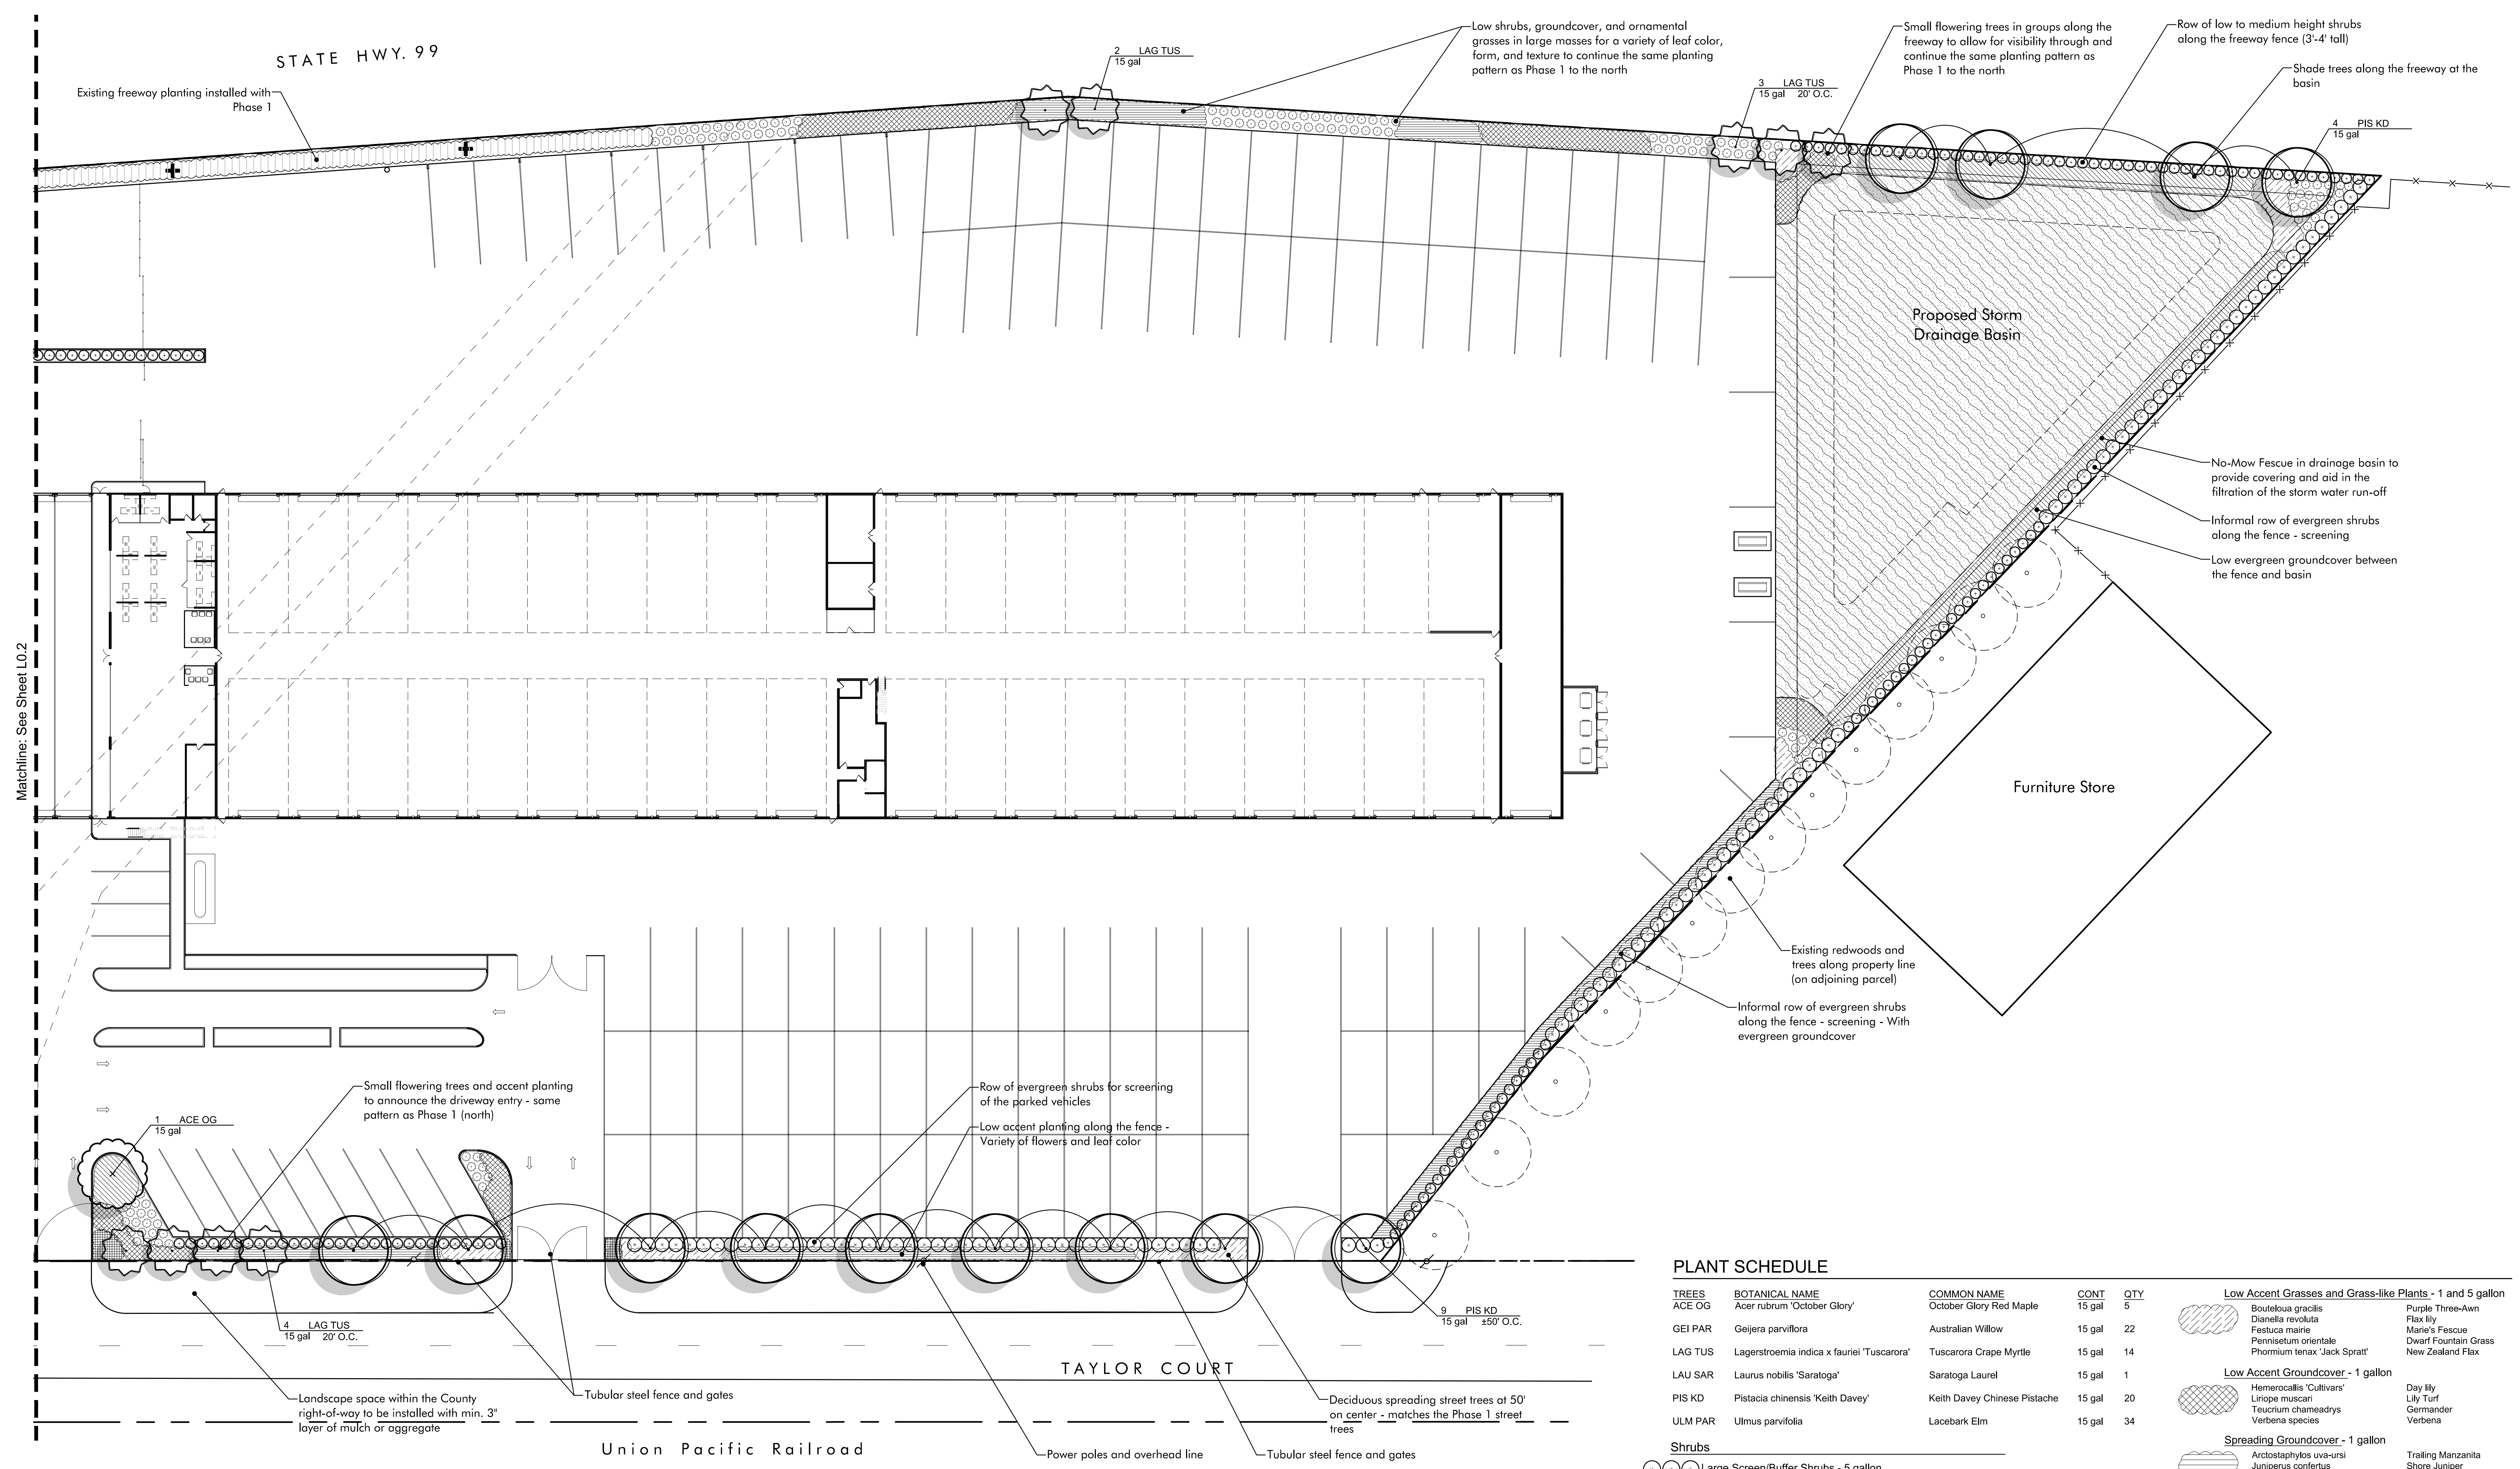 STATE HWY. 99
Existing freeway planting installed with
Phase 1
2 LAG TUS
15 gal
Low shrubs, groundcover, and ornamental
grasses in large masses for a variety of leaf color,
form, and texture to continue the same planting
pattern as Phase 1 to the north
3 LAG TUS
15 gal 20' O.C.
Small flowering trees in groups along the
freeway to allow for visibility through and
continue the same planting pattern as
Phase 1 to the north
Row of low to medium height shrubs
along the freeway fence (3'-4' tall)
Shade trees along the freeway at the
basin
4 PIS KD
15 gal
Proposed Storm
Drainage Basin
No-Mow Fescue in drainage basin to
provide covering and aid in the
filtration of the storm water run-off
Informal row of evergreen shrubs
along the fence - screening
Low evergreen groundcover between
the fence and basin
Matchline: See Sheet L0.2
Furniture Store
Existing redwoods and
trees along property line
(on adjoining parcel)
Informal row of evergreen shrubs
along the fence - screening - With
evergreen groundcover
Small flowering trees and accent planting
to announce the driveway entry - same
pattern as Phase 1 (north)
1 ACE OG
15 gal
Row of evergreen shrubs for screening
of the parked vehicles
Low accent planting along the fence -
Variety of flowers and leaf color
4 LAG TUS
15 gal 20' O.C.
9 PIS KD
15 gal ±50' O.C.
TAYLOR COURT
Landscape space within the County
right-of-way to be installed with min. 3"
layer of mulch or aggregate
Tubular steel fence and gates
Deciduous spreading street trees at 50'
on center - matches the Phase 1 street
trees
Union Pacific Railroad
Power poles and overhead line
Tubular steel fence and gates
PLANT SCHEDULE
TREES BOTANICAL NAME COMMON NAME CONT QTY
ACE OG Acer rubrum 'October Glory' October Glory Red Maple 15 gal 5
GEI PAR Geijera parviflora Australian Willow 15 gal 22
LAG TUS Lagerstroemia indica x fauriei 'Tuscarora' Tuscarora Crape Myrtle 15 gal 14
LAU SAR Laurus nobilis 'Saratoga' Saratoga Laurel 15 gal 1
PIS KD Pistacia chinensis 'Keith Davey' Keith Davey Chinese Pistache 15 gal 20
ULM PAR Ulmus parvifolia Lacebark Elm 15 gal 34
Shrubs
Large Screen/Buffer Shrubs - 5 gallon
Low Accent Grasses and Grass-like Plants - 1 and 5 gallon
Bouteloua gracilis Purple Three-Awn
Dianella revoluta Flax lily
Festuca mairie Marie's Fescue
Pennisetum orientale Dwarf Fountain Grass
Phormium tenax 'Jack Spratt' New Zealand Flax
Low Accent Groundcover - 1 gallon
Hemerocallis 'Cultivars' Day lily
Liriope muscari Lily Turf
Teucrium chameadrys Germander
Verbena species Verbena
Spreading Groundcover - 1 gallon
Arctostaphylos uva-ursi Trailing Manzanita
Juniperus confertus Shore Juniper